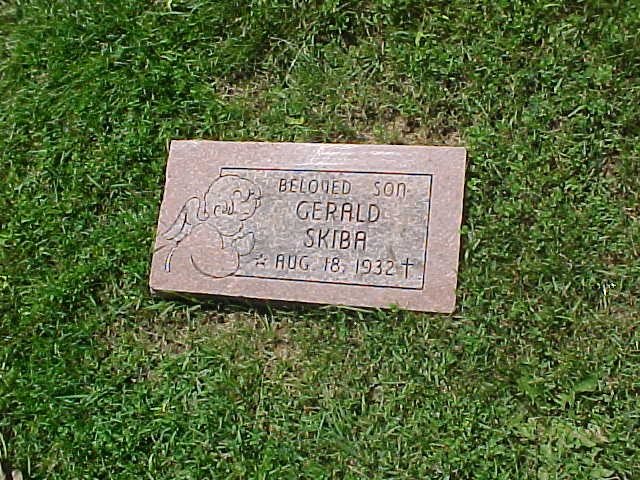 BELOVED SON
GERALD
SKIBA
☆ AUG. 18, 1932 †